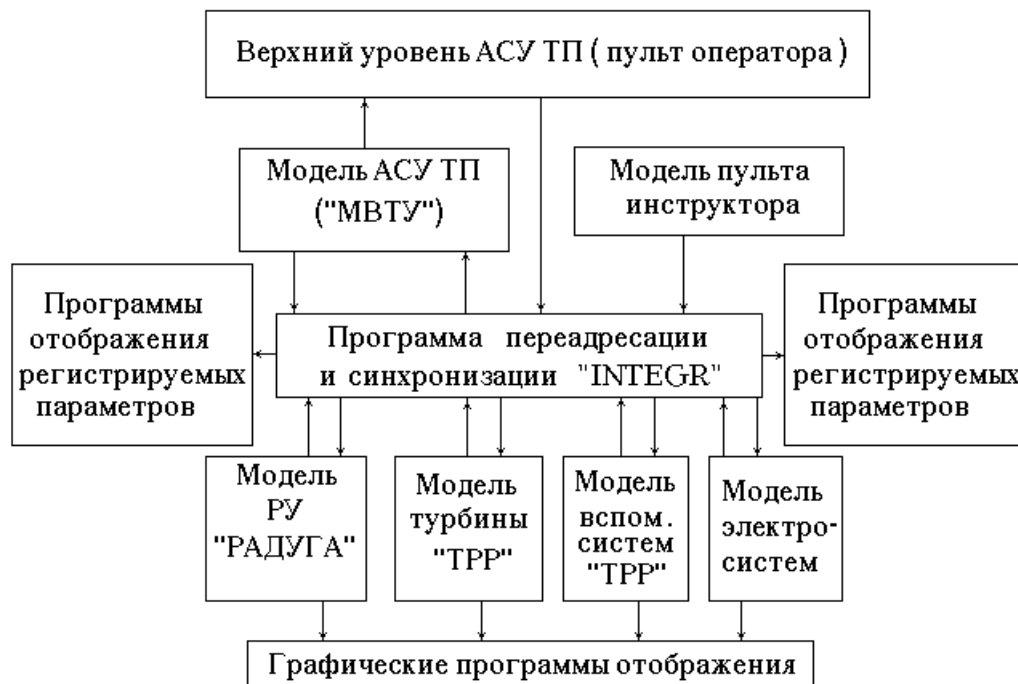 Верхний уровень АСУ ТП ( пульт оператора )
Модель АСУ ТП
("МВТУ")
Модель пульта
инструктора
Программы
отображения
регистрируемых
параметров
Программа переадресации
и синхронизации "INTEGR"
Программы
отображения
регистрируемых
параметров
Модель
РУ
"РАДУГА"
Модель
турбины
"ТРР"
Модель
вспом.
систем
"ТРР"
Модель
электро-
систем
Графические программы отображения